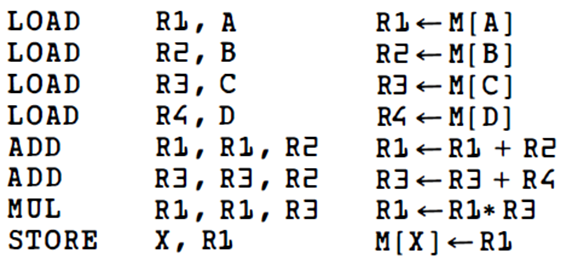 LOAD R1, A R1 ← M[A]
LOAD R2, B R2 ← M[B]
LOAD R3, C R3 ← M[C]
LOAD R4, D R4 ← M[D]
ADD R1, R1, R2 R1 ← R1 + R2
ADD R3, R3, R2 R3 ← R3 + R4
MUL R1, R1, R3 R1 ← R1* R3
STORE X, R1 M[X] ← R1